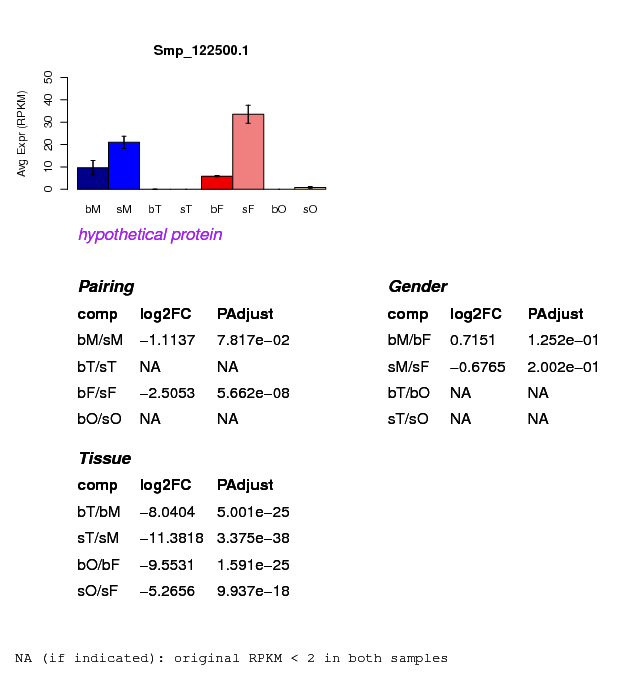 Smp_122500.1
Avg Expr (RPKM)
50
40
30
20
10
0
bM sM bT sT bF sF bO sO
hypothetical protein
Pairing
comp log2FC PAdjust
bM/sM −1.1137 7.817e−02
bT/sT NA NA
bF/sF −2.5053 5.662e−08
bO/sO NA NA
Gender
comp log2FC PAdjust
bM/bF 0.7151 1.252e−01
sM/sF −0.6765 2.002e−01
bT/bO NA NA
sT/sO NA NA
Tissue
comp log2FC PAdjust
bT/bM −8.0404 5.001e−25
sT/sM −11.3818 3.375e−38
bO/bF −9.5531 1.591e−25
sO/sF −5.2656 9.937e−18
NA (if indicated): original RPKM < 2 in both samples